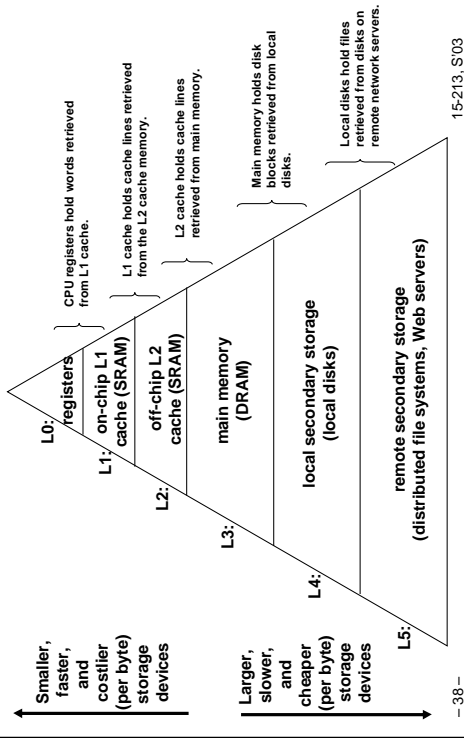 Smaller,
faster,
and
costlier
(per byte)
storage
devices
Larger,
slower,
and
cheaper
(per byte)
storage
devices
L0:
registers
CPU registers hold words retrieved
from L1 cache.
L1:
on-chip L1
cache (SRAM)
L1 cache holds cache lines retrieved
from the L2 cache memory.
L2:
off-chip L2
cache (SRAM)
L2 cache holds cache lines
retrieved from main memory.
L3:
main memory
(DRAM)
Main memory holds disk
blocks retrieved from local
disks.
L4:
local secondary storage
(local disks)
Local disks hold files
retrieved from disks on
remote network servers.
L5:
remote secondary storage
(distributed file systems, Web servers)
– 38 –
15-213, S'03